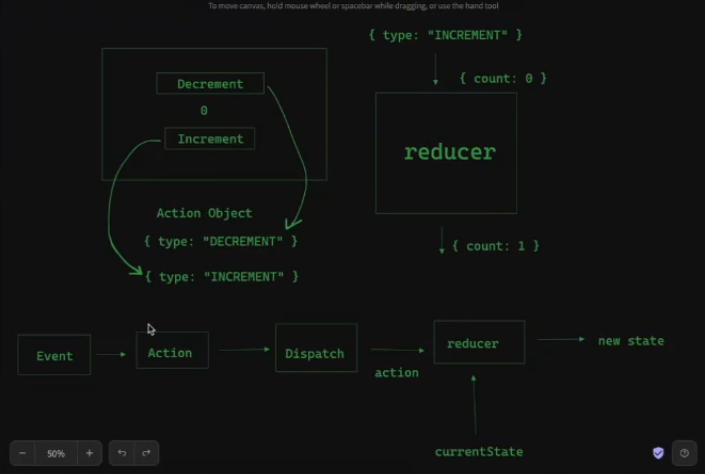 To move canvas, hold mouse wheel or spacebar while dragging, or use the hand tool
{ type: "INCREMENT" }
{ count: 0 }
Decrement
0
Increment
reducer
Action Object
{ type: "DECREMENT" }
{ count: 1 }
{ type: "INCREMENT" }
Event
Action
Dispatch
action
reducer
new state
currentState
50%